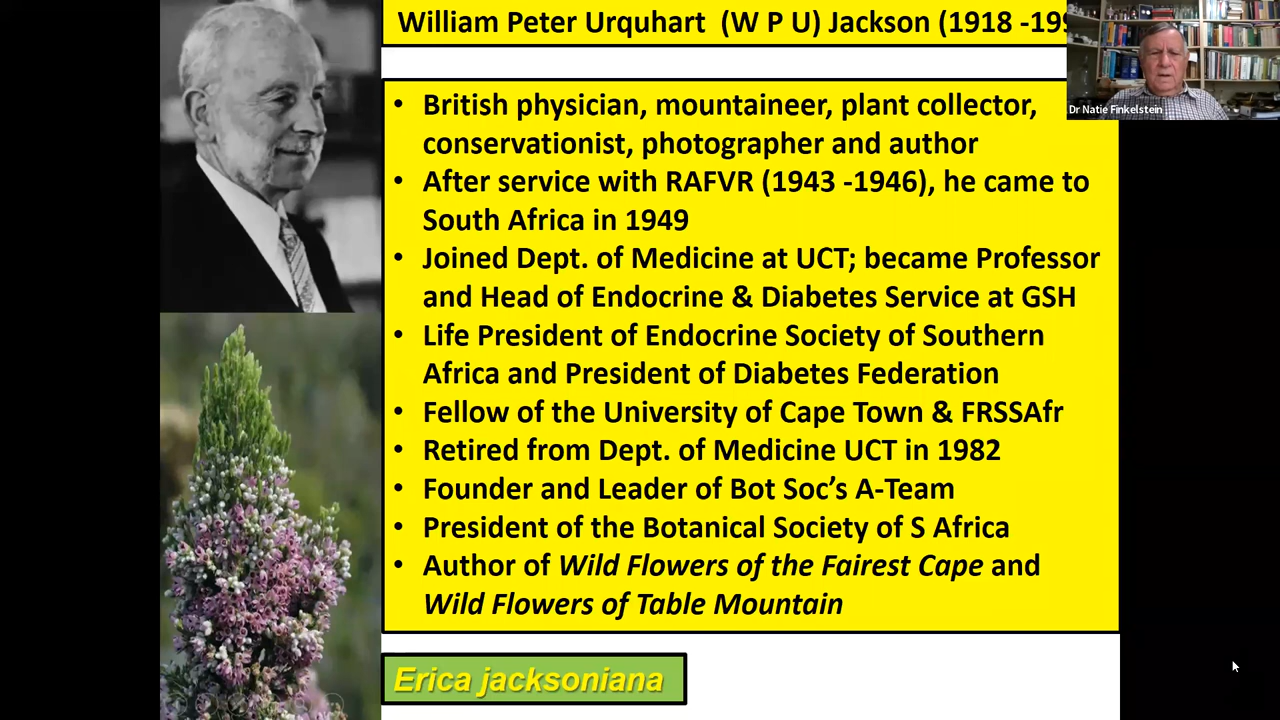 William Peter Urquhart (W P U) Jackson (1918 -19
Dr Natie Finkelstein
• British physician, mountaineer, plant collector,
conservationist, photographer and author
• After service with RAFVR (1943 -1946), he came to
South Africa in 1949
• Joined Dept. of Medicine at UCT; became Professor
and Head of Endocrine & Diabetes Service at GSH
• Life President of Endocrine Society of Southern
Africa and President of Diabetes Federation
• Fellow of the University of Cape Town & FRSSAfr
• Retired from Dept. of Medicine UCT in 1982
• Founder and Leader of Bot Soc’s A-Team
• President of the Botanical Society of S Africa
• Author of Wild Flowers of the Fairest Cape and
Wild Flowers of Table Mountain
Erica jacksoniana